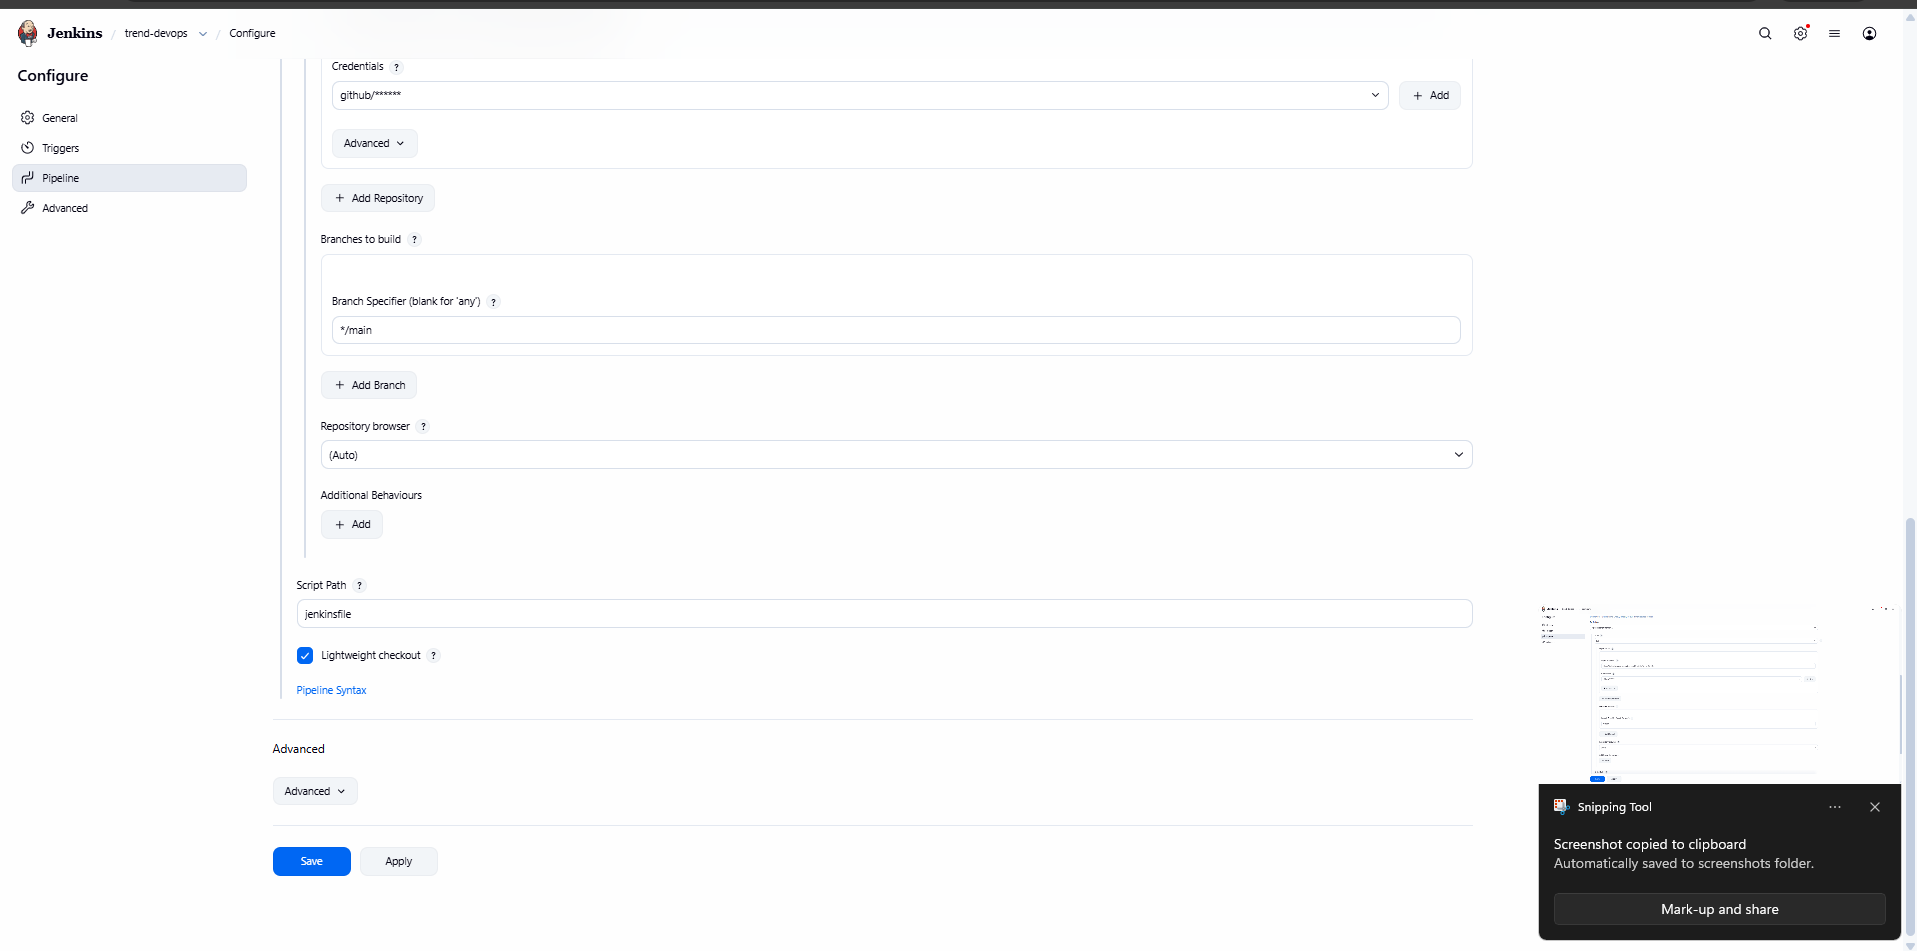 Jenkins / trend-devops / Configure
Configure
General
Triggers
Pipeline
Advanced
Credentials ?
github/******
+ Add
Advanced
+ Add Repository
Branches to build ?
Branch Specifier (blank for 'any') ?
*/main
+ Add Branch
Repository browser ?
(Auto)
Additional Behaviours
+ Add
Script Path ?
jenkinsfile
Lightweight checkout ?
Pipeline Syntax
Advanced
Advanced
Save
Apply
Snipping Tool
Screenshot copied to clipboard
Automatically saved to screenshots folder.
Mark-up and share